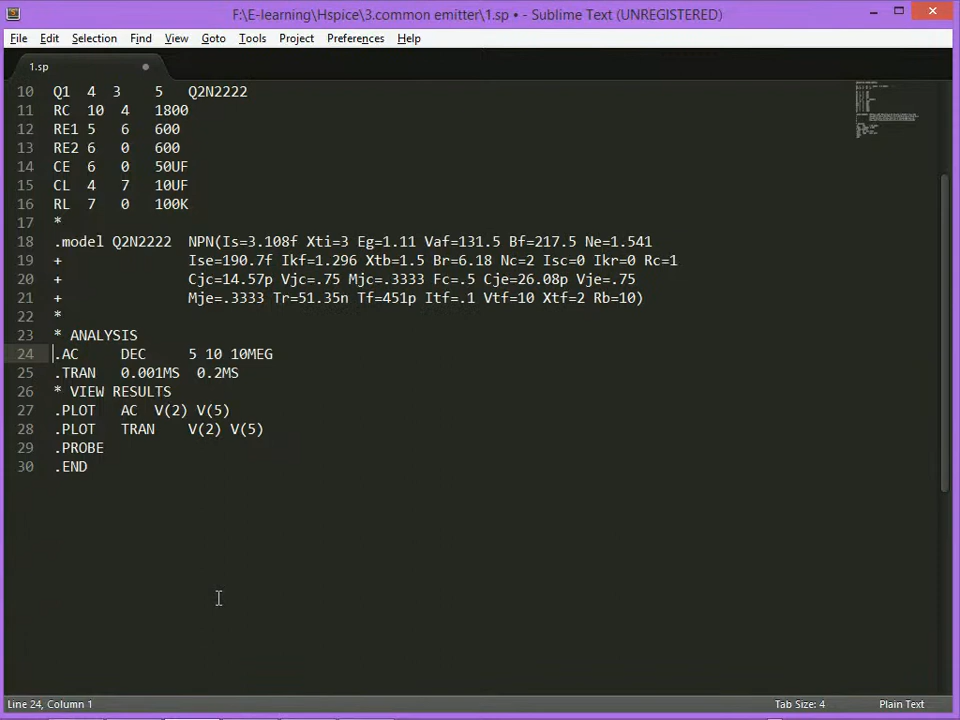 F:\E-learning\Hspice\3.common emitter\1.sp • - Sublime Text (UNREGISTERED)
File Edit Selection Find View Goto Tools Project Preferences Help
1.sp
10 Q1 4 3 5 Q2N2222
11 RC 10 4 1800
12 RE1 5 6 600
13 RE2 6 0 600
14 CE 6 0 50UF
15 CL 4 7 10UF
16 RL 7 0 100K
17 *
18 .model Q2N2222 NPN(Is=3.108f Xti=3 Eg=1.11 Vaf=131.5 Bf=217.5 Ne=1.541
19 + Ise=190.7f Ikf=1.296 Xtb=1.5 Br=6.18 Nc=2 Isc=0 Ikr=0 Rc=1
20 + Cjc=14.57p Vjc=.75 Mjc=.3333 Fc=.5 Cje=26.08p Vje=.75
21 + Mje=.3333 Tr=51.35n Tf=451p Itf=.1 Vtf=10 Xtf=2 Rb=10)
22 *
23 * ANALYSIS
24 .AC DEC 5 10 10MEG
25 .TRAN 0.001MS 0.2MS
26 * VIEW RESULTS
27 .PLOT AC V(2) V(5)
28 .PLOT TRAN V(2) V(5)
29 .PROBE
30 .END
Line 24, Column 1 Tab Size: 4 Plain Text